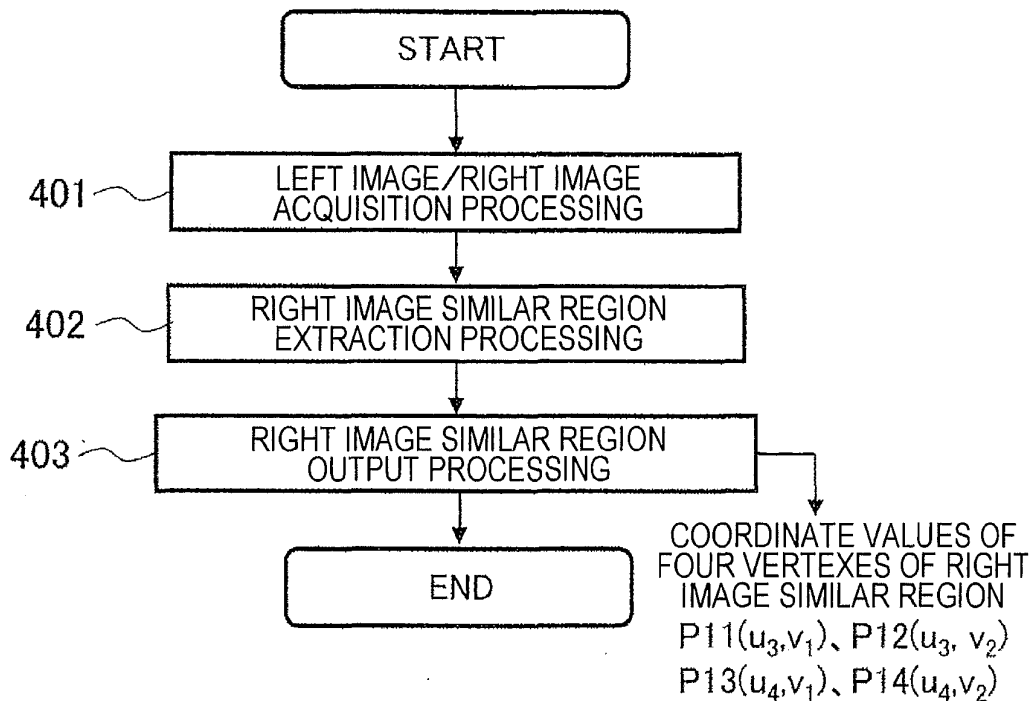 START
401
LEFT IMAGE/RIGHT IMAGE
ACQUISITION PROCESSING
402
RIGHT IMAGE SIMILAR REGION
EXTRACTION PROCESSING
403
RIGHT IMAGE SIMILAR REGION
OUTPUT PROCESSING
END
COORDINATE VALUES OF
FOUR VERTEXES OF RIGHT
IMAGE SIMILAR REGION
P11(u₃,v₁)、P12(u₃, v₂)
P13(u₄,v₁)、P14(u₄,v₂)